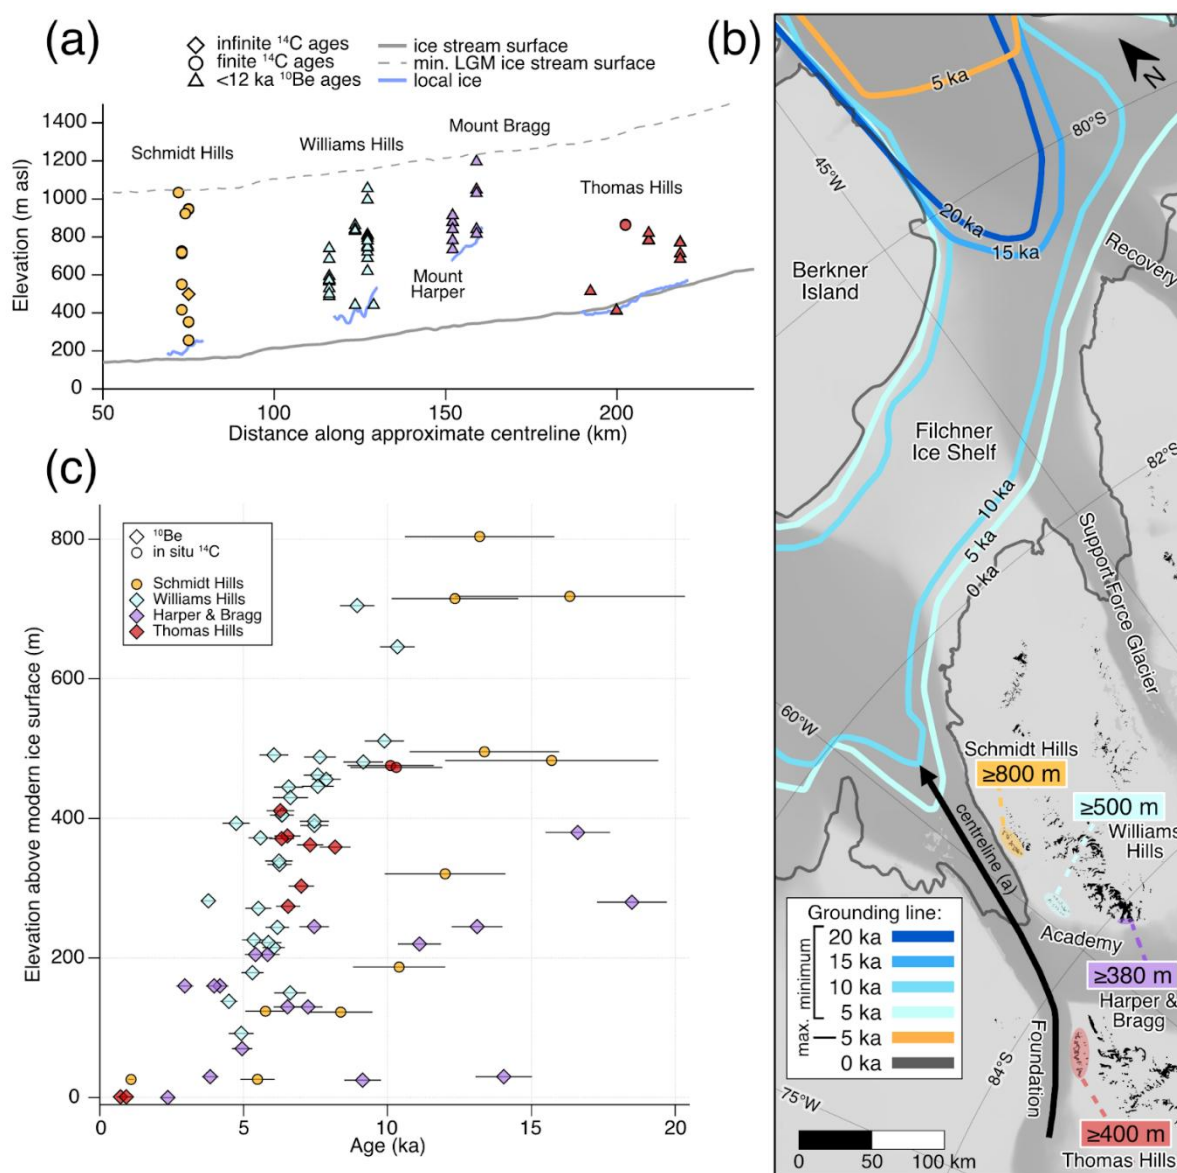 (a)
infinite ¹⁴C ages
finite ¹⁴C ages
<12 ka ¹⁰Be ages
ice stream surface
min. LGM ice stream surface
local ice
Elevation (m asl)
1400
1200
1000
800
600
400
200
0
Schmidt Hills
Williams Hills
Mount Bragg
Thomas Hills
Mount
Harper
50
100
150
200
Distance along approximate centreline (km)
(c)
Elevation above modern ice surface (m)
800
600
400
200
0
¹⁰Be
in situ ¹⁴C
Schmidt Hills
Williams Hills
Harper & Bragg
Thomas Hills
0
5
10
15
20
Age (ka)
(b)
N
5 ka
80°S
45°W
20 ka
15 ka
Recovery
Berkner
Island
Filchner
Ice Shelf
82°S
10 ka
5 ka
0 ka
Support Force Glacier
60°W
Schmidt Hills
≥800 m
≥500 m
Williams
Hills
centreline (a)
Academy
≥380 m
Harper &
Bragg
Grounding line:
minimum
20 ka
15 ka
10 ka
5 ka
max.
5 ka
0 ka
Foundation
84°S
75°W
≥400 m
Thomas Hills
0
50
100 km